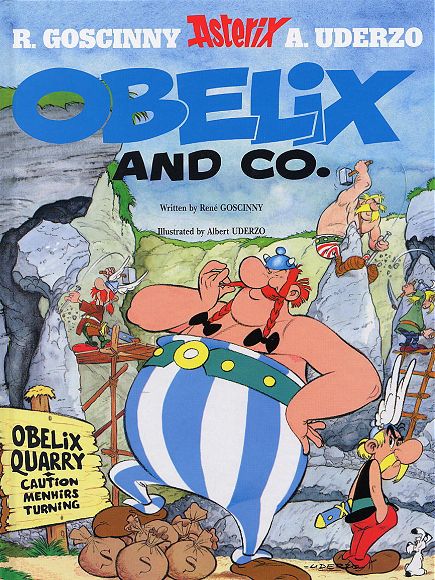 R. GOSCINNY Asterix A. UDERZO
OBELiX
AND CO.
Written by René GOSCINNY
Illustrated by Albert UDERZO
OBELiX
QUARRY
CAUTiON
MENHiRS
TURNiNG
S
S
S
S
-UDERZO-